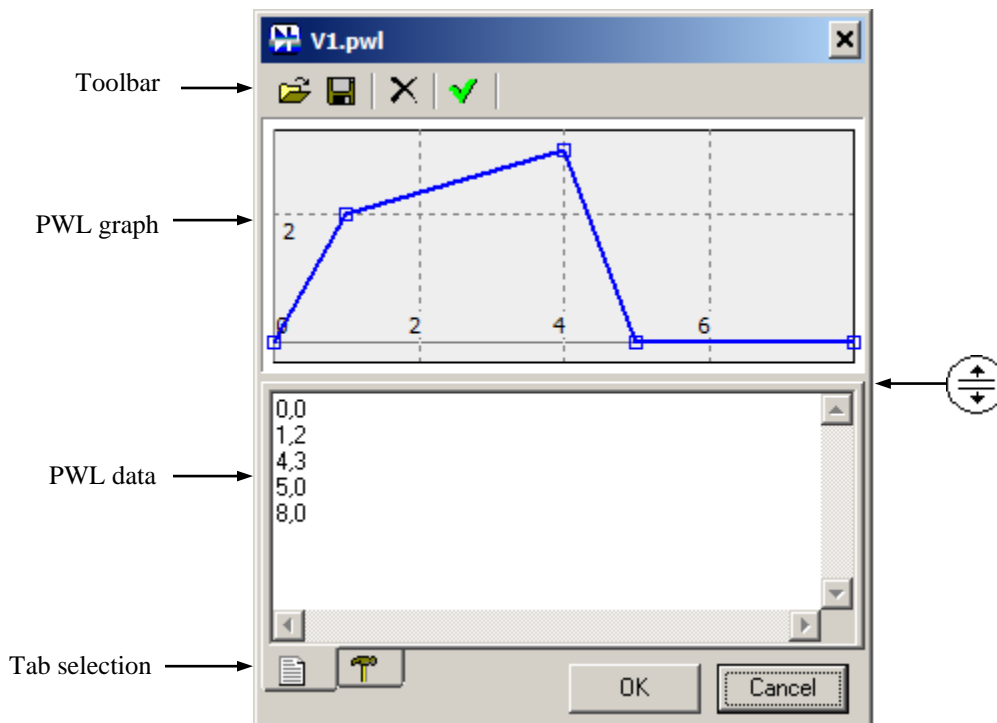 V1.pwl
Toolbar
PWL graph
2
0 2 4 6
PWL data
0,0
1,2
4,3
5,0
8,0
Tab selection
OK Cancel